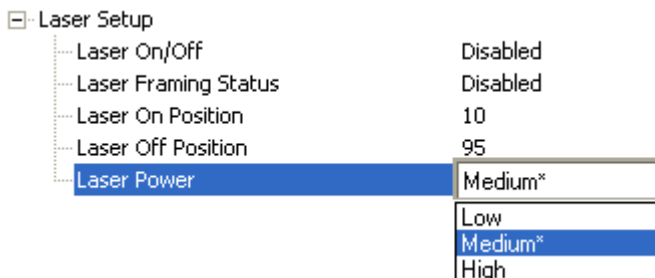 Laser Setup
Laser On/Off Disabled
Laser Framing Status Disabled
Laser On Position 10
Laser Off Position 95
Laser Power Medium*
Low
Medium*
High